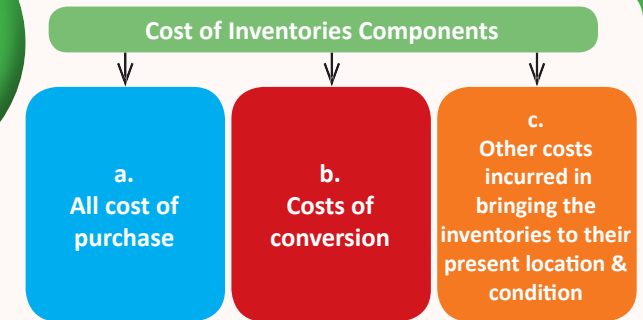 Cost of Inventories Components
a.
All cost of
purchase
b.
Costs of
conversion
c.
Other costs
incurred in
bringing the
inventories to their
present location &
condition